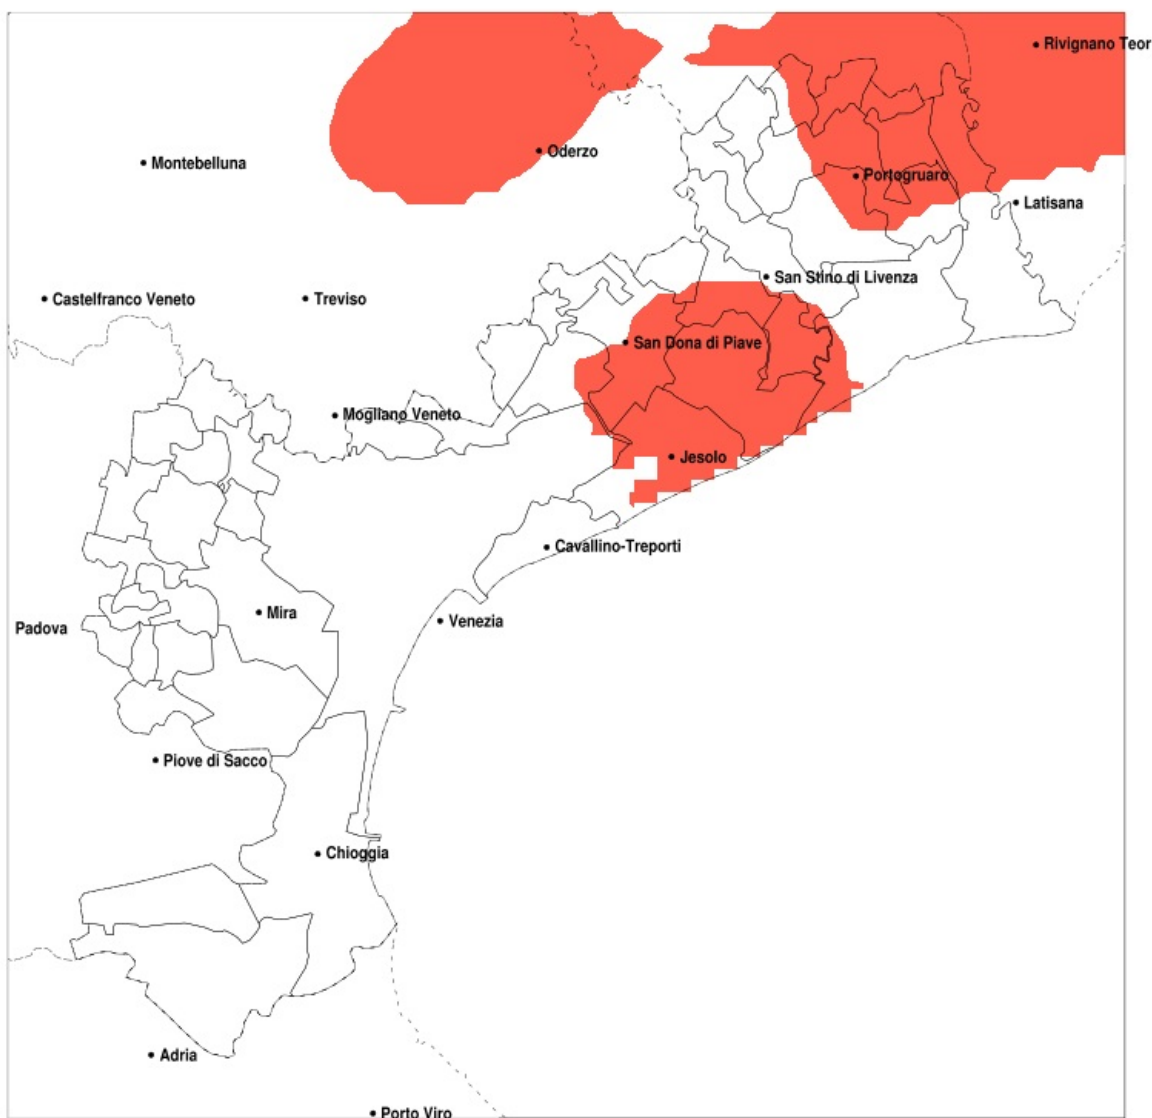 Rivignano Teor
Oderzo
Montebelluna
Portogruaro
Latisana
San Stino di Livenza
Castelfranco Veneto
Treviso
San Dona di Piave
Mogliano Veneto
Jesolo
Cavallino-Treporti
Mira
Venezia
Padova
Piove di Sacco
Chioggia
Adria
Porto Viro